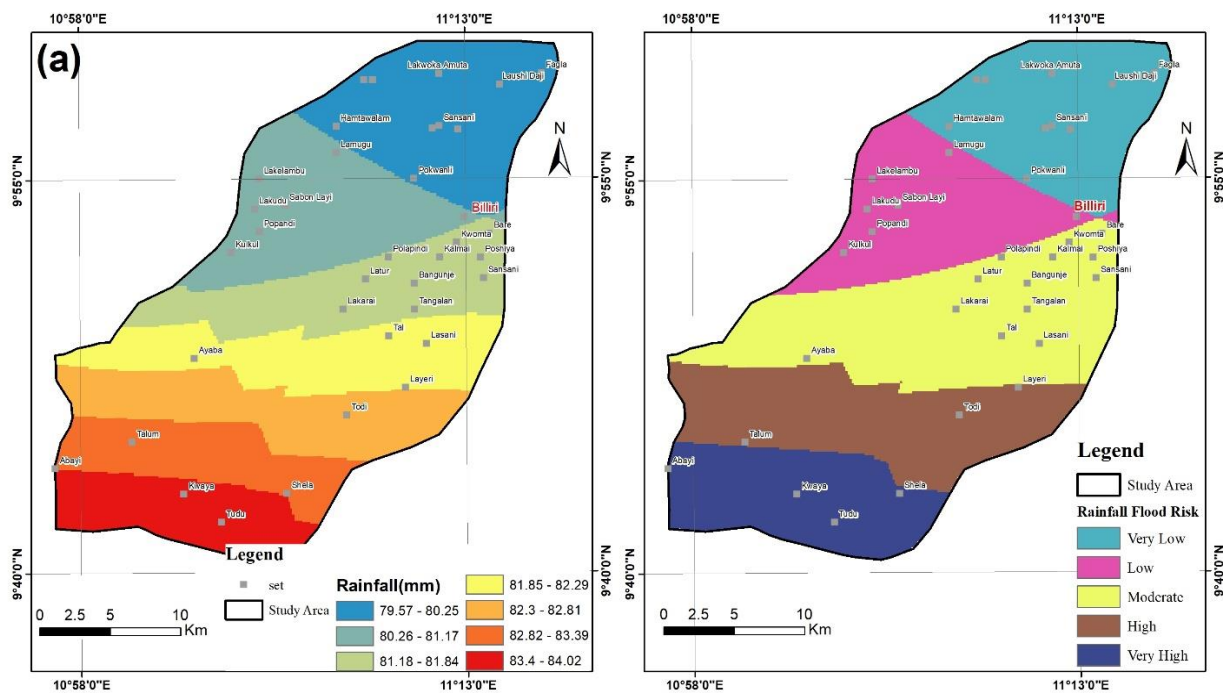 10°58'0"E
11°13'0"E
(a)
Lakwoka Amuta
Fagla
Laushi Daji
Hamtawalam
Sansani
N
Lamugu
9°55'0"N
Lakelambu
Pokwanli
9°55'0"N
Lakudu
Sabon Layi
Billiri
Popandi
Kwomta
Bare
Kulkul
Polapindi
Kalmai
Poshiya
Latur
Bangunje
Sansani
Lakarai
Tangalan
Tal
Lasani
Ayaba
Layeri
Todi
Talum
Abayi
Kwaya
Shela
Tudu
Legend
set
Study Area
Rainfall(mm)
79.57 - 80.25
80.26 - 81.17
81.18 - 81.84
81.85 - 82.29
82.3 - 82.81
82.82 - 83.39
83.4 - 84.02
9°40'0"N
9°40'0"N
0 2.5 5 10
Km
10°58'0"E
11°13'0"E
10°58'0"E
11°13'0"E
Lakwoka Amuta
Fagla
Laushi Daji
Hamtawalam
Sansani
N
Lamugu
Lakelambu
Pokwanli
9°55'0"N
Lakudu
Sabon Layi
Billiri
Popandi
Kwomta
Bare
Kulkul
Polapindi
Kalmai
Poshiya
Latur
Bangunje
Sansani
Lakarai
Tangalan
Tal
Lasani
Ayaba
Layeri
Todi
Talum
Abayi
Kwaya
Shela
Tudu
Legend
Study Area
Rainfall Flood Risk
Very Low
Low
Moderate
High
Very High
9°40'0"N
0 2.5 5 10
Km
10°58'0"E
11°13'0"E